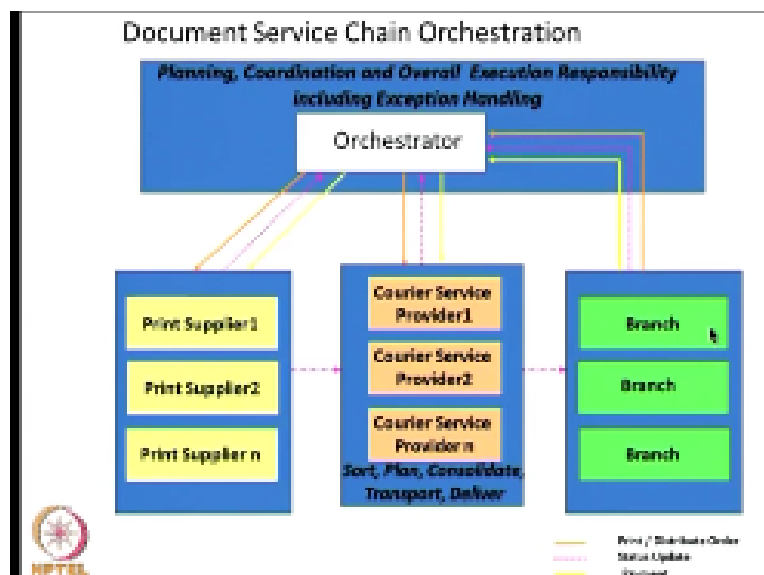 Document Service Chain Orchestration
Planning, Coordination and Overall Execution Responsibility
including Exception Handling
Orchestrator
Print Supplier1
Print Supplier2
Print Supplier n
Courier Service
Provider1
Courier Service
Provider2
Courier Service
Provider n
Sort, Plan, Consolidate,
Transport, Deliver
Branch
Branch
Branch
Print / Distribute Order
Status Update
Payment
NPTEL